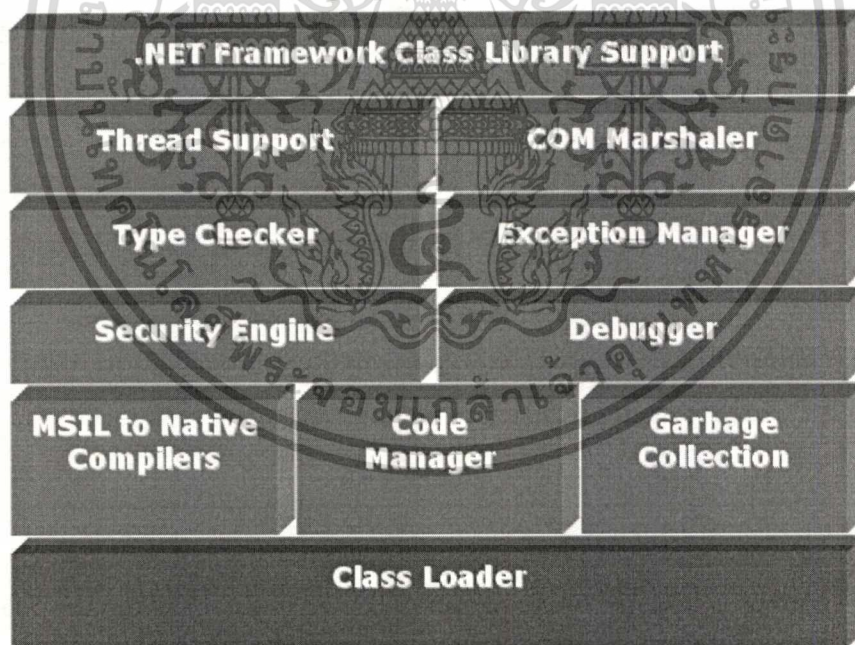 .NET Framework Class Library Support
Thread Support
COM Marshaler
Type Checker
Exception Manager
Security Engine
Debugger
MSIL to Native
Compilers
Code
Manager
Garbage
Collection
Class Loader